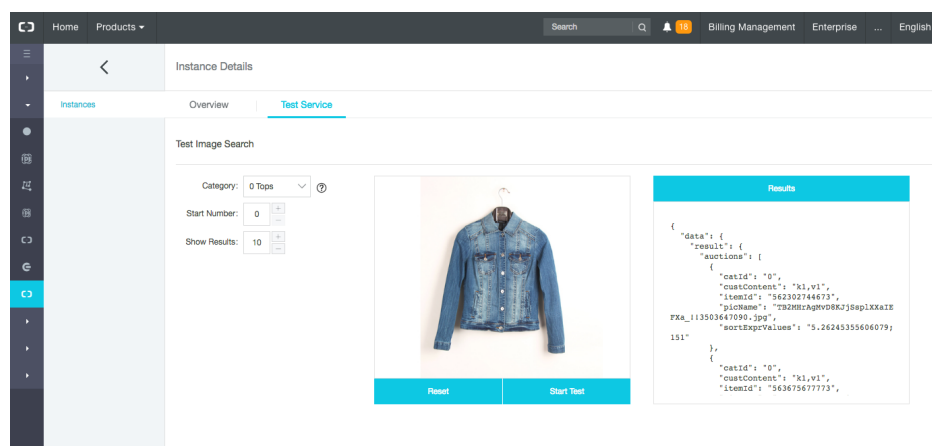 Home Products Search 18 Billing Management Enterprise ... English
Instance Details
Instances Overview Test Service
Test Image Search
Category: 0 Tops
Start Number: 0
Show Results: 10
Reset Start Test
Results
{
"data": {
"result": {
"auctions": [
{
"catId": "0",
"custContent": "k1,v1",
"itemId": "562302744673",
"picName": "TB2MHrAgMvD8KJjSsplXXaIE
FXa_!!3503647090.jpg",
"sortExprValues": "5.26245355606079;
151"
},
{
"catId": "0",
"custContent": "k1,v1",
"itemId": "563675677773",